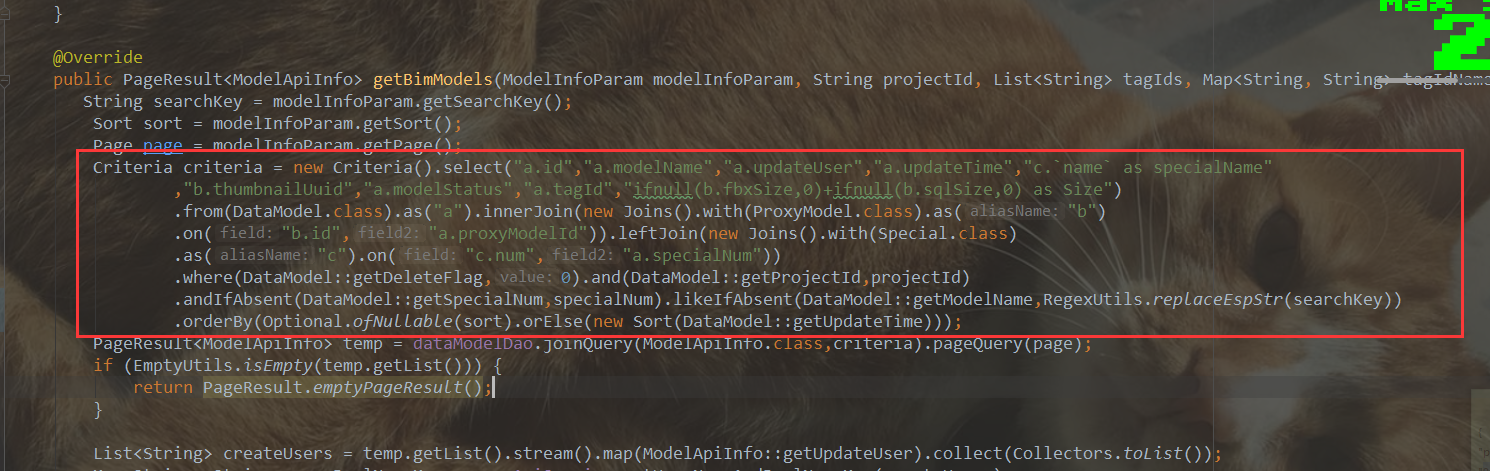 }
Max
2
@Override
public PageResult<ModelApiInfo> getBimModels(ModelInfoParam modelInfoParam, String projectId, List<String> tagIds, Map<String, String> tagIdName
String searchKey = modelInfoParam.getSearchKey();
Sort sort = modelInfoParam.getSort();
Page page = modelInfoParam.getPage();
Criteria criteria = new Criteria().select("a.id","a.modelName","a.updateUser","a.updateTime","c.`name` as specialName"
,"b.thumbnailUuid","a.modelStatus","a.tagId","ifnull(b.fbxSize,0)+ifnull(b.sqlSize,0) as Size")
.from(DataModel.class).as("a").innerJoin(new Joins().with(ProxyModel.class).as( aliasName: "b")
.on( field: "b.id", field2: "a.proxyModelId")).leftJoin(new Joins().with(Special.class)
.as( aliasName: "c").on( field: "c.num", field2: "a.specialNum"))
.where(DataModel::getDeleteFlag, value: 0).and(DataModel::getProjectId,projectId)
.andIfAbsent(DataModel::getSpecialNum,specialNum).likeIfAbsent(DataModel::getModelName,RegexUtils.replaceEspStr(searchKey))
.orderBy(Optional.ofNullable(sort).orElse(new Sort(DataModel::getUpdateTime)));
PageResult<ModelApiInfo> temp = dataModelDao.joinQuery(ModelApiInfo.class,criteria).pageQuery(page);
if (EmptyUtils.isEmpty(temp.getList())) {
return PageResult.emptyPageResult();
}
List<String> createUsers = temp.getList().stream().map(ModelApiInfo::getUpdateUser).collect(Collectors.toList());